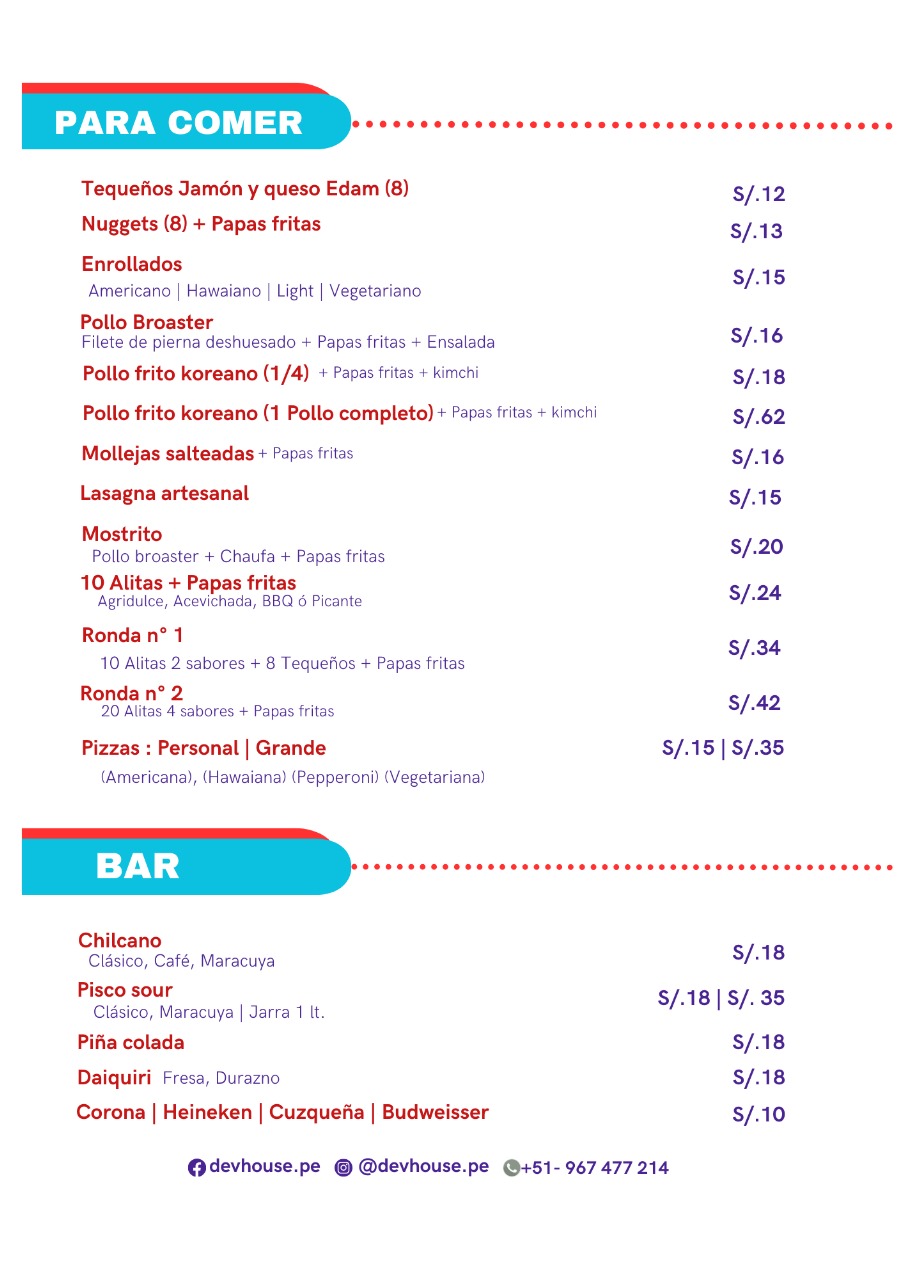 PARA COMER
Tequeños Jamón y queso Edam (8) S/.12
Nuggets (8) + Papas fritas S/.13
Enrollados S/.15
Americano | Hawaiano | Light | Vegetariano
Pollo Broaster S/.16
Filete de pierna deshuesado + Papas fritas + Ensalada
Pollo frito koreano (1/4) + Papas fritas + kimchi S/.18
Pollo frito koreano (1 Pollo completo) + Papas fritas + kimchi S/.62
Mollejas salteadas + Papas fritas S/.16
Lasagna artesanal S/.15
Mostrito S/.20
Pollo broaster + Chaufa + Papas fritas
10 Alitas + Papas fritas S/.24
Agridulce, Acevichada, BBQ ó Picante
Ronda n° 1 S/.34
10 Alitas 2 sabores + 8 Tequeños + Papas fritas
Ronda n° 2 S/.42
20 Alitas 4 sabores + Papas fritas
Pizzas : Personal | Grande S/.15 | S/.35
(Americana), (Hawaiana) (Pepperoni) (Vegetariana)
BAR
Chilcano S/.18
Clásico, Café, Maracuya
Pisco sour S/.18 | S/. 35
Clásico, Maracuya | Jarra 1 lt.
Piña colada S/.18
Daiquiri Fresa, Durazno S/.18
Corona | Heineken | Cuzqueña | Budweisser S/.10
devhouse.pe @devhouse.pe +51- 967 477 214